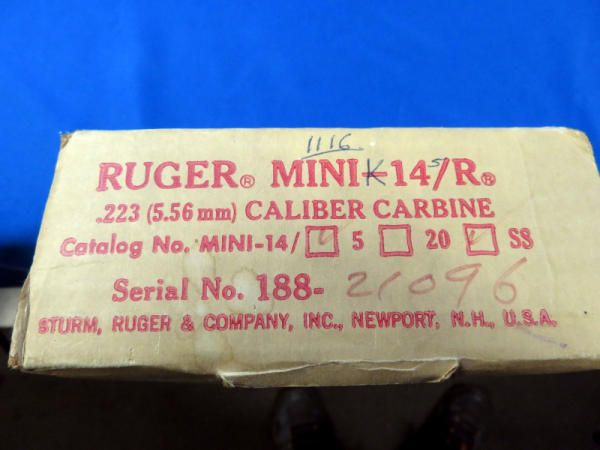 1116
RUGER® MINI-K-14 S/R®
.223 (5.56 mm) CALIBER CARBINE
Catalog No. MINI-14/ 5 20 SS
Serial No. 188-21096
STURM, RUGER & COMPANY, INC., NEWPORT, N.H., U.S.A.